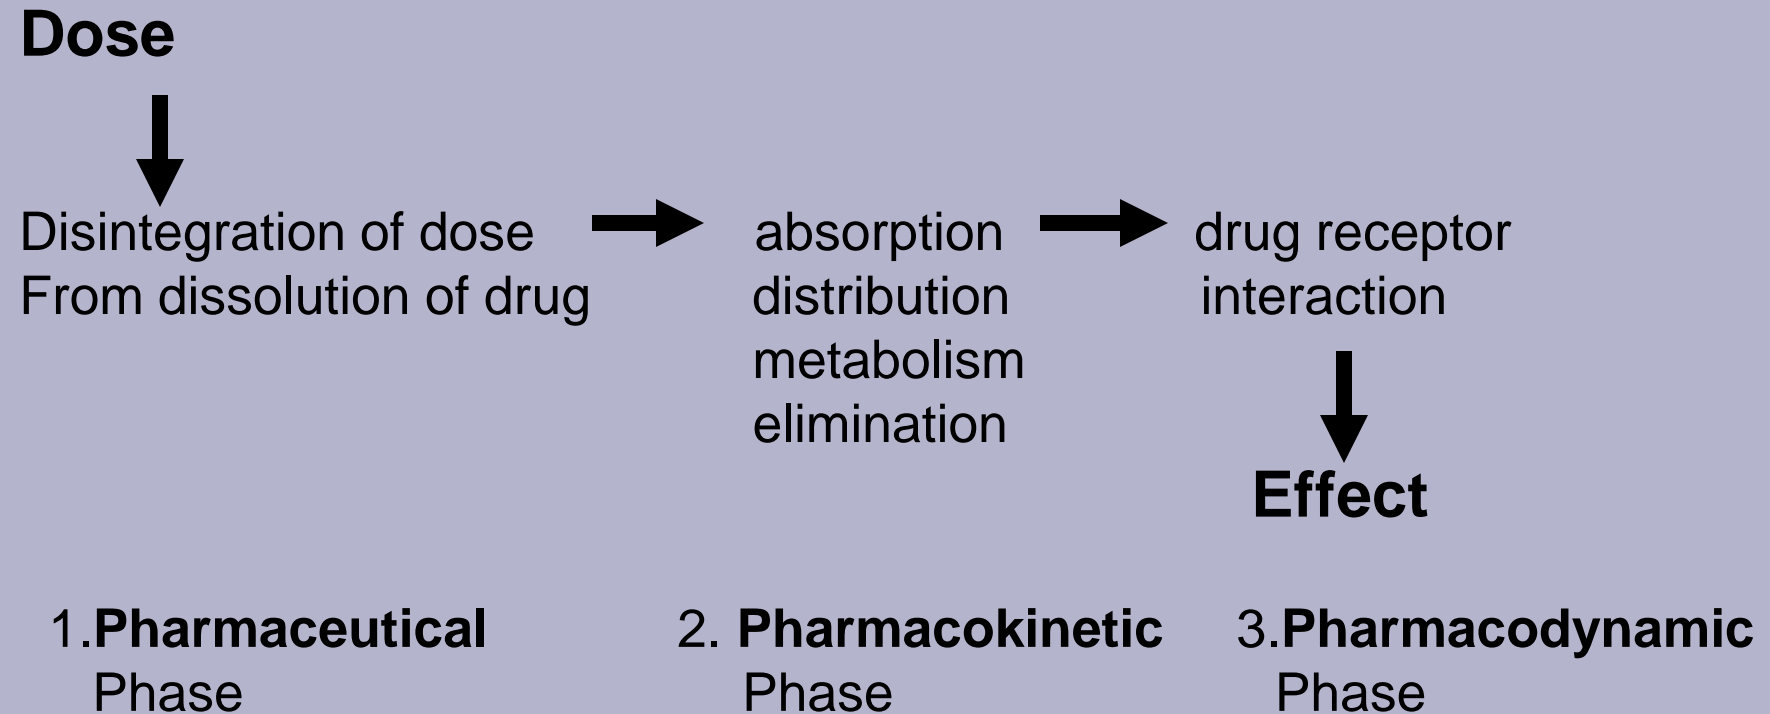 Dose
Disintegration of dose
From dissolution of drug
absorption
distribution
metabolism
elimination
drug receptor
interaction
Effect
1.Pharmaceutical
Phase
2. Pharmacokinetic
Phase
3.Pharmacodynamic
Phase